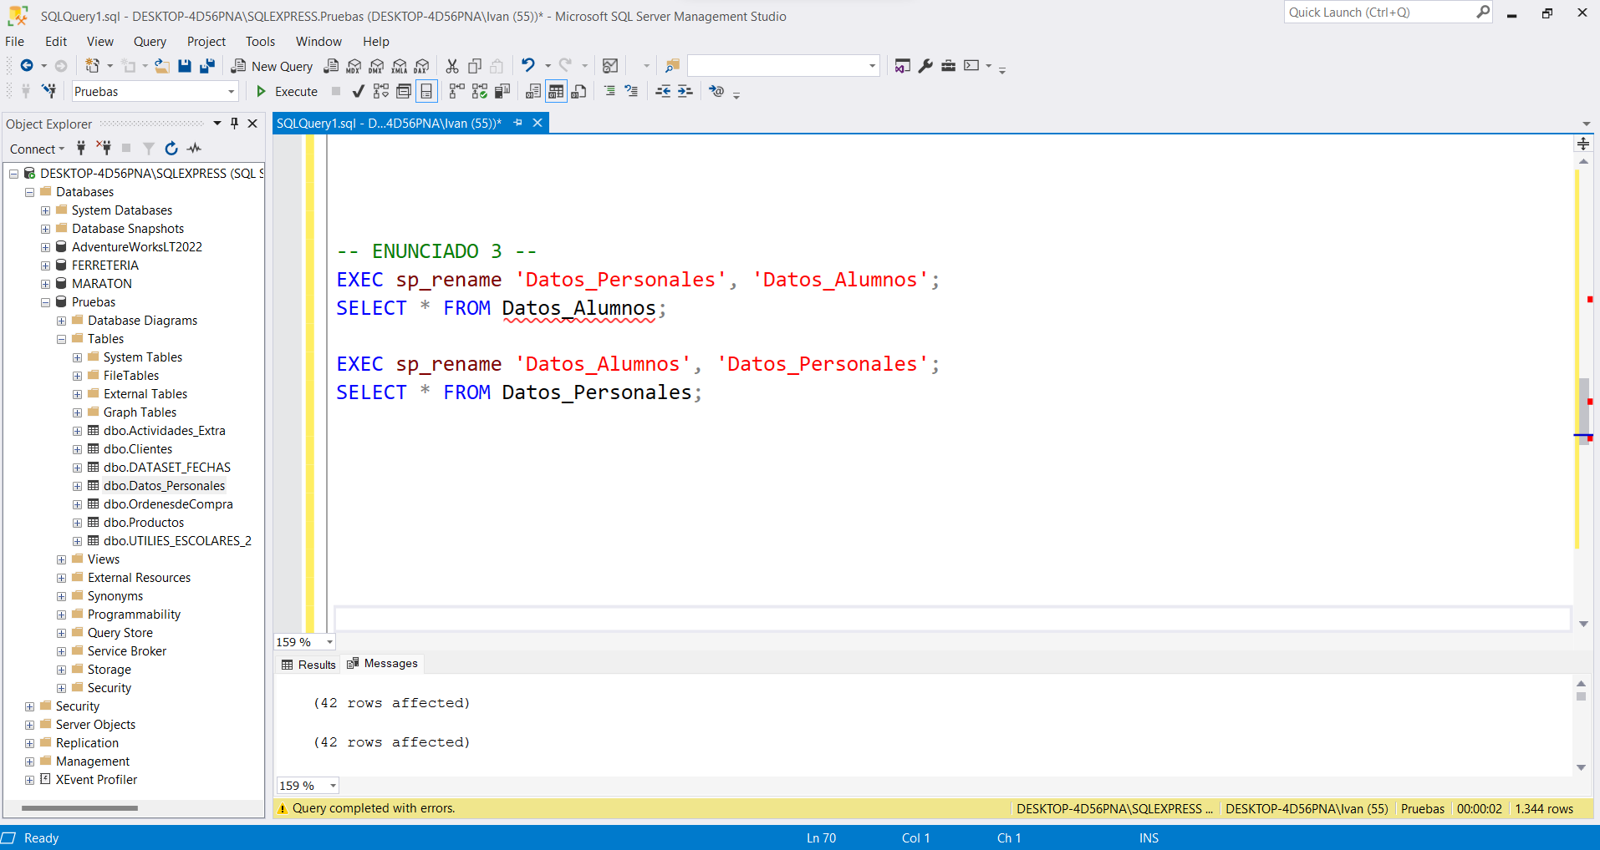 SQLQuery1.sql - DESKTOP-4D56PNA\SQLEXPRESS.Pruebas (DESKTOP-4D56PNA\Ivan (55))* - Microsoft SQL Server Management Studio
Quick Launch (Ctrl+Q)
File Edit View Query Project Tools Window Help
New Query MDX DMX XMLA DAX
Pruebas Execute
Object Explorer
SQLQuery1.sql - D...4D56PNA\Ivan (55))*
Connect
DESKTOP-4D56PNA\SQLEXPRESS (SQL S
Databases
System Databases
Database Snapshots
AdventureWorksLT2022
FERRETERIA
MARATON
Pruebas
Database Diagrams
Tables
System Tables
FileTables
External Tables
Graph Tables
dbo.Actividades_Extra
dbo.Clientes
dbo.DATASET_FECHAS
dbo.Datos_Personales
dbo.OrdenesdeCompra
dbo.Productos
dbo.UTILIES_ESCOLARES_2
Views
External Resources
Synonyms
Programmability
Query Store
Service Broker
Storage
Security
Security
Server Objects
Replication
Management
XEvent Profiler
-- ENUNCIADO 3 --
EXEC sp_rename 'Datos_Personales', 'Datos_Alumnos';
SELECT * FROM Datos_Alumnos;
EXEC sp_rename 'Datos_Alumnos', 'Datos_Personales';
SELECT * FROM Datos_Personales;
159 %
Results Messages
(42 rows affected)
(42 rows affected)
159 %
Query completed with errors. DESKTOP-4D56PNA\SQLEXPRESS ... DESKTOP-4D56PNA\Ivan (55) Pruebas 00:00:02 1.344 rows
Ready Ln 70 Col 1 Ch 1 INS